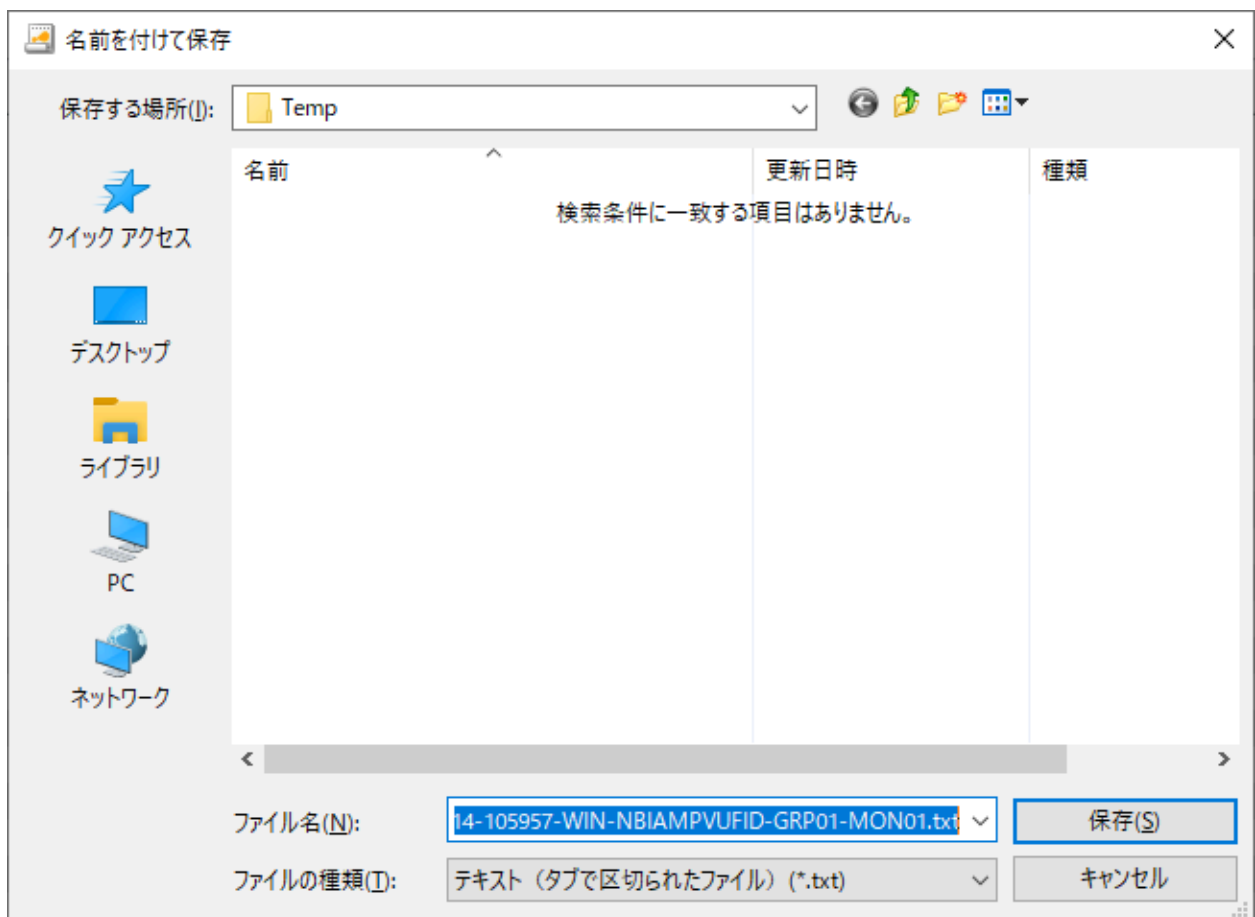 名前を付けて保存
保存する場所(I): Temp
名前 更新日時 種類
検索条件に一致する項目はありません。
クイック アクセス
デスクトップ
ライブラリ
PC
ネットワーク
ファイル名(N): 14-105957-WIN-NBIAMPVUFID-GRP01-MON01.txt 保存(S)
ファイルの種類(T): テキスト（タブで区切られたファイル）(*.txt) キャンセル